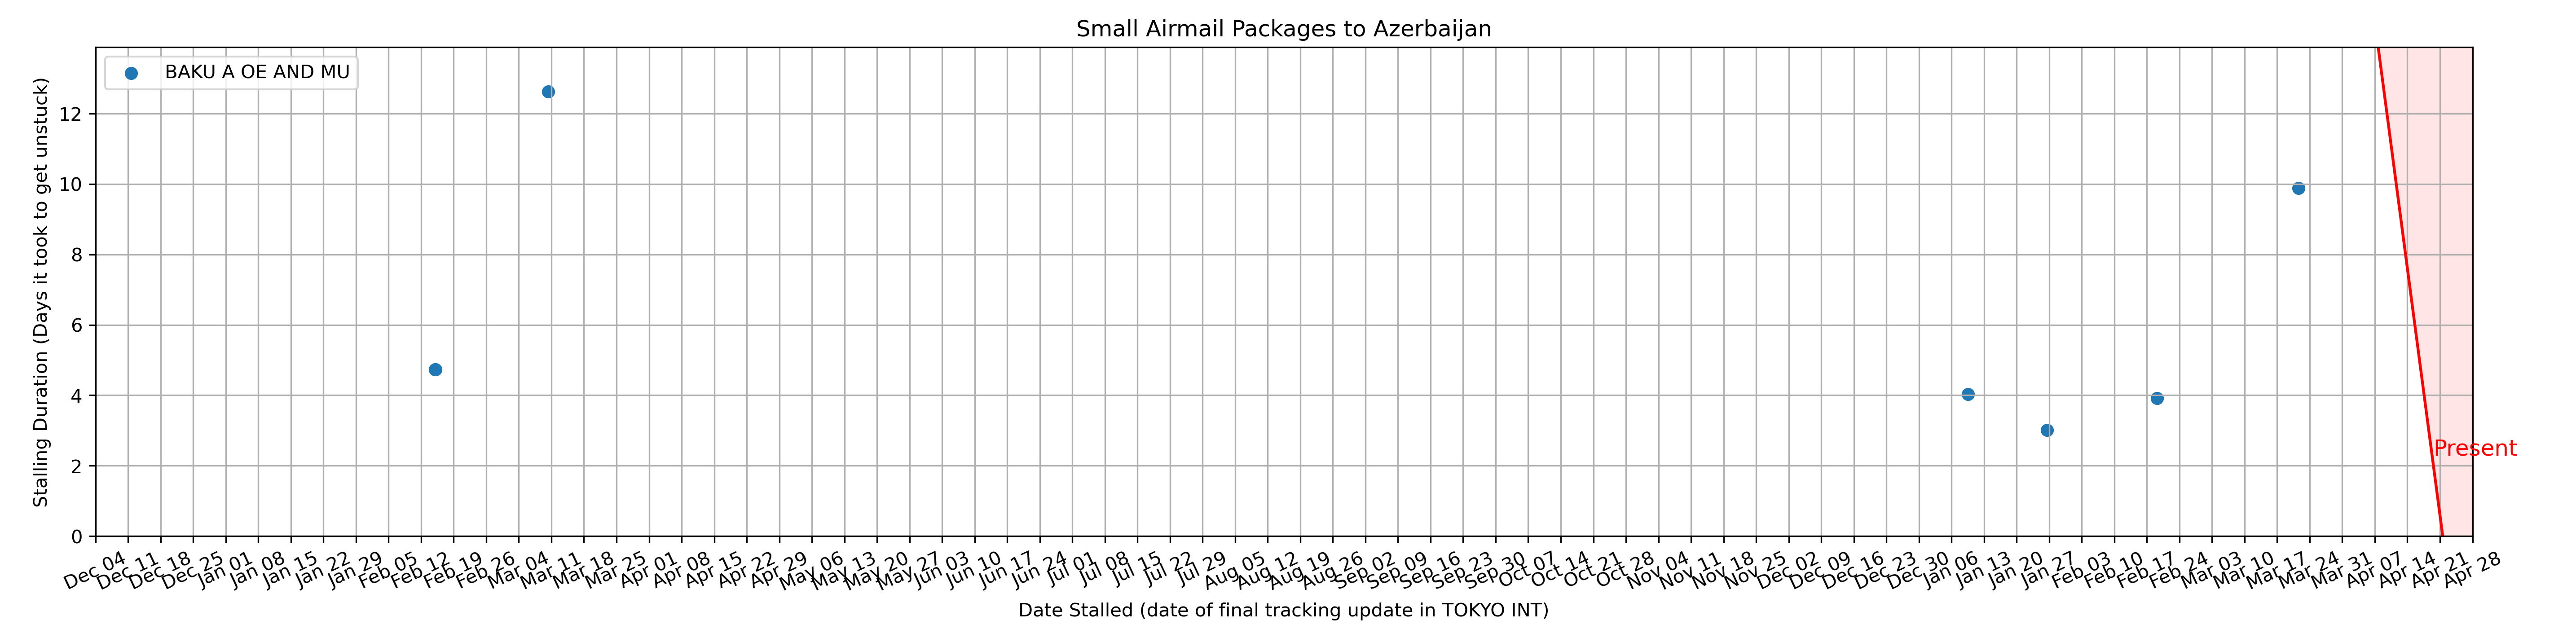 Small Airmail Packages to Azerbaijan
BAKU A OE AND MU
Stalling Duration (Days it took to get unstuck)
12
10
8
6
4
2
0
Present
Dec 04 Dec 11 Dec 18 Dec 25 Jan 01 Jan 08 Jan 15 Jan 22 Jan 29 Feb 05 Feb 12 Feb 19 Feb 26 Mar 04 Mar 11 Mar 18 Mar 25 Apr 01 Apr 08 Apr 15 Apr 22 Apr 29 May 06 May 13 May 20 May 27 Jun 03 Jun 10 Jun 17 Jun 24 Jul 01 Jul 08 Jul 15 Jul 22 Jul 29 Aug 05 Aug 12 Aug 19 Aug 26 Sep 02 Sep 09 Sep 16 Sep 23 Sep 30 Oct 07 Oct 14 Oct 21 Oct 28 Nov 04 Nov 11 Nov 18 Nov 25 Dec 02 Dec 09 Dec 16 Dec 23 Dec 30 Jan 06 Jan 13 Jan 20 Jan 27 Feb 03 Feb 10 Feb 17 Feb 24 Mar 03 Mar 10 Mar 17 Mar 24 Mar 31 Apr 07 Apr 14 Apr 21 Apr 28
Date Stalled (date of final tracking update in TOKYO INT)